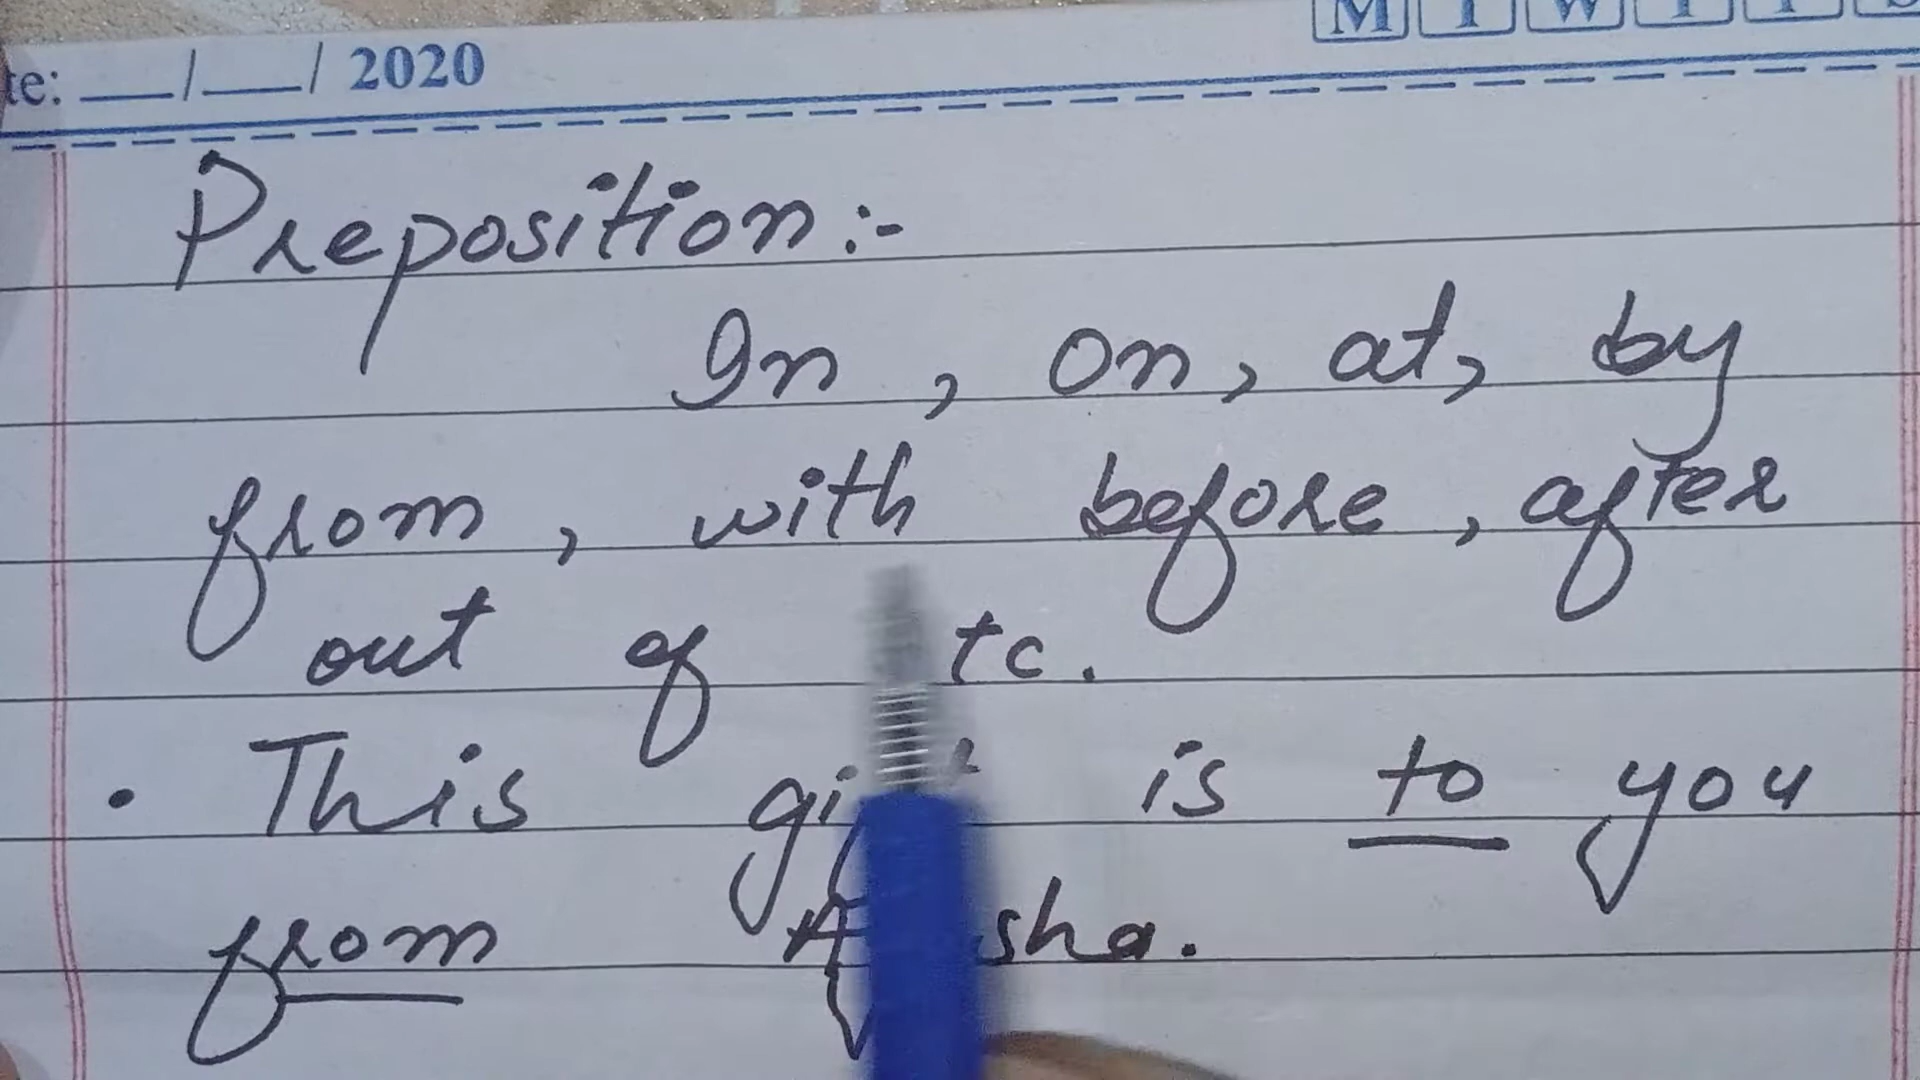 te: __/__/ 2020
M T W T F S
Preposition :-
In , on, at, by
from , with before , after
out of tc.
This is to you
from sha.